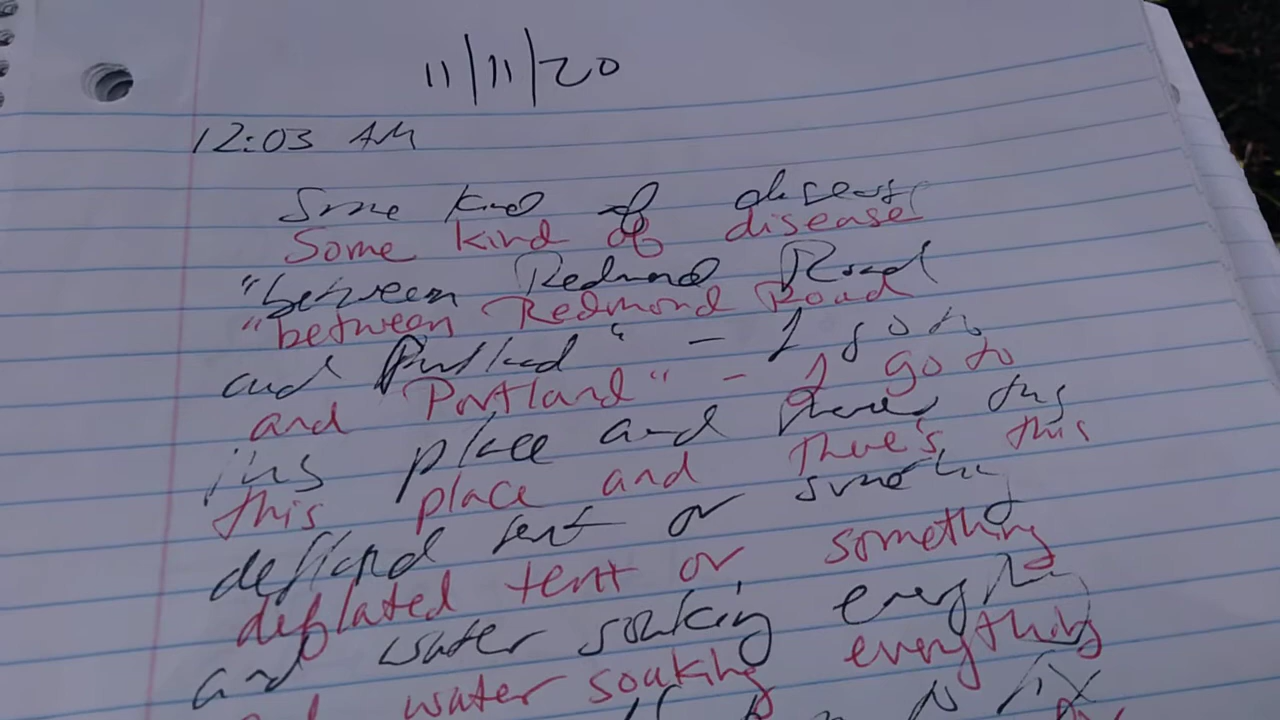 11/11/20
12:03 AM
Some kind of disease
Some kind of disease
"between Redmond Road
"between Redmond Road
and Portland" - I go to
and Portland" - I go to
this place and there's this
this place and there's this
deflated tent or something
deflated tent or something
and water soaking everything
water soaking everything